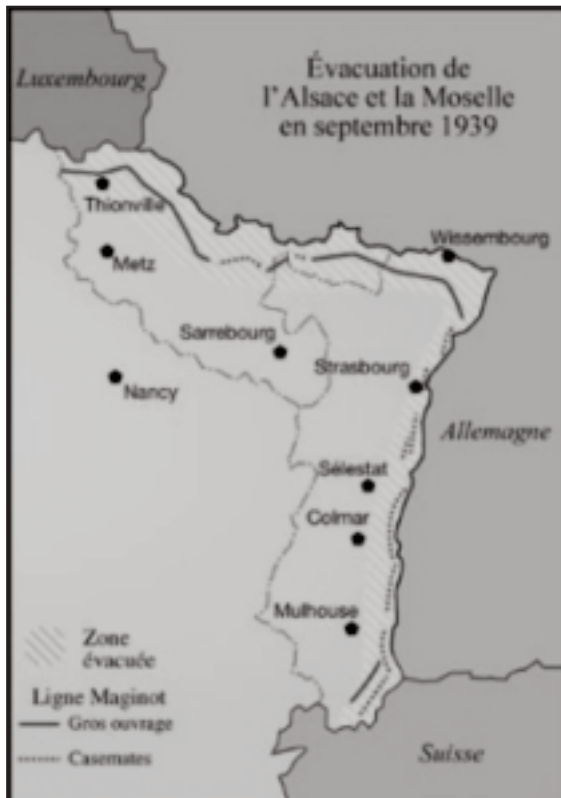 Luxembourg
Évacuation de
l'Alsace et la Moselle
en septembre 1939
Thionville
Wissembourg
Metz
Sarrebourg
Strasbourg
Nancy
Allemagne
Sélestat
Colmar
Mulhouse
Zone
évacuée
Ligne Maginot
Gros ouvrage
Casemates
Suisse